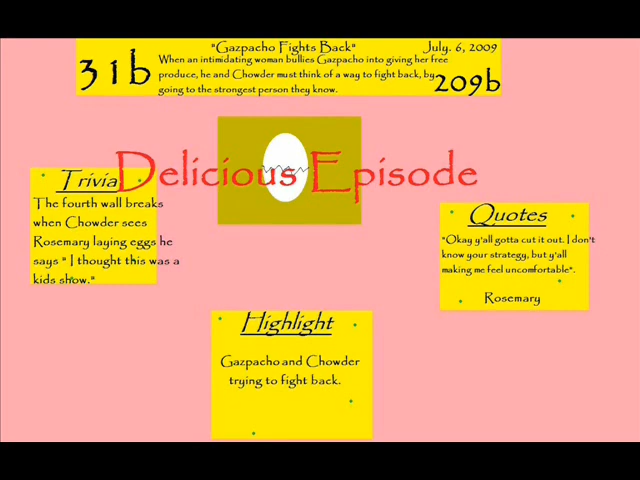 "Gazpacho Fights Back" July. 6, 2009
31b
When an intimidating woman bullies Gazpacho into giving her free
produce, he and Chowder must think of a way to fight back, by
going to the strongest person they know.
209b
Delicious Episode
Trivia
The fourth wall breaks
when Chowder sees
Rosemary laying eggs he
says " I thought this was a
kids show."
Quotes
"Okay y'all gotta cut it out. I don't
know your strategy, but y'all
making me feel uncomfortable".
Rosemary
Highlight
Gazpacho and Chowder
trying to fight back.